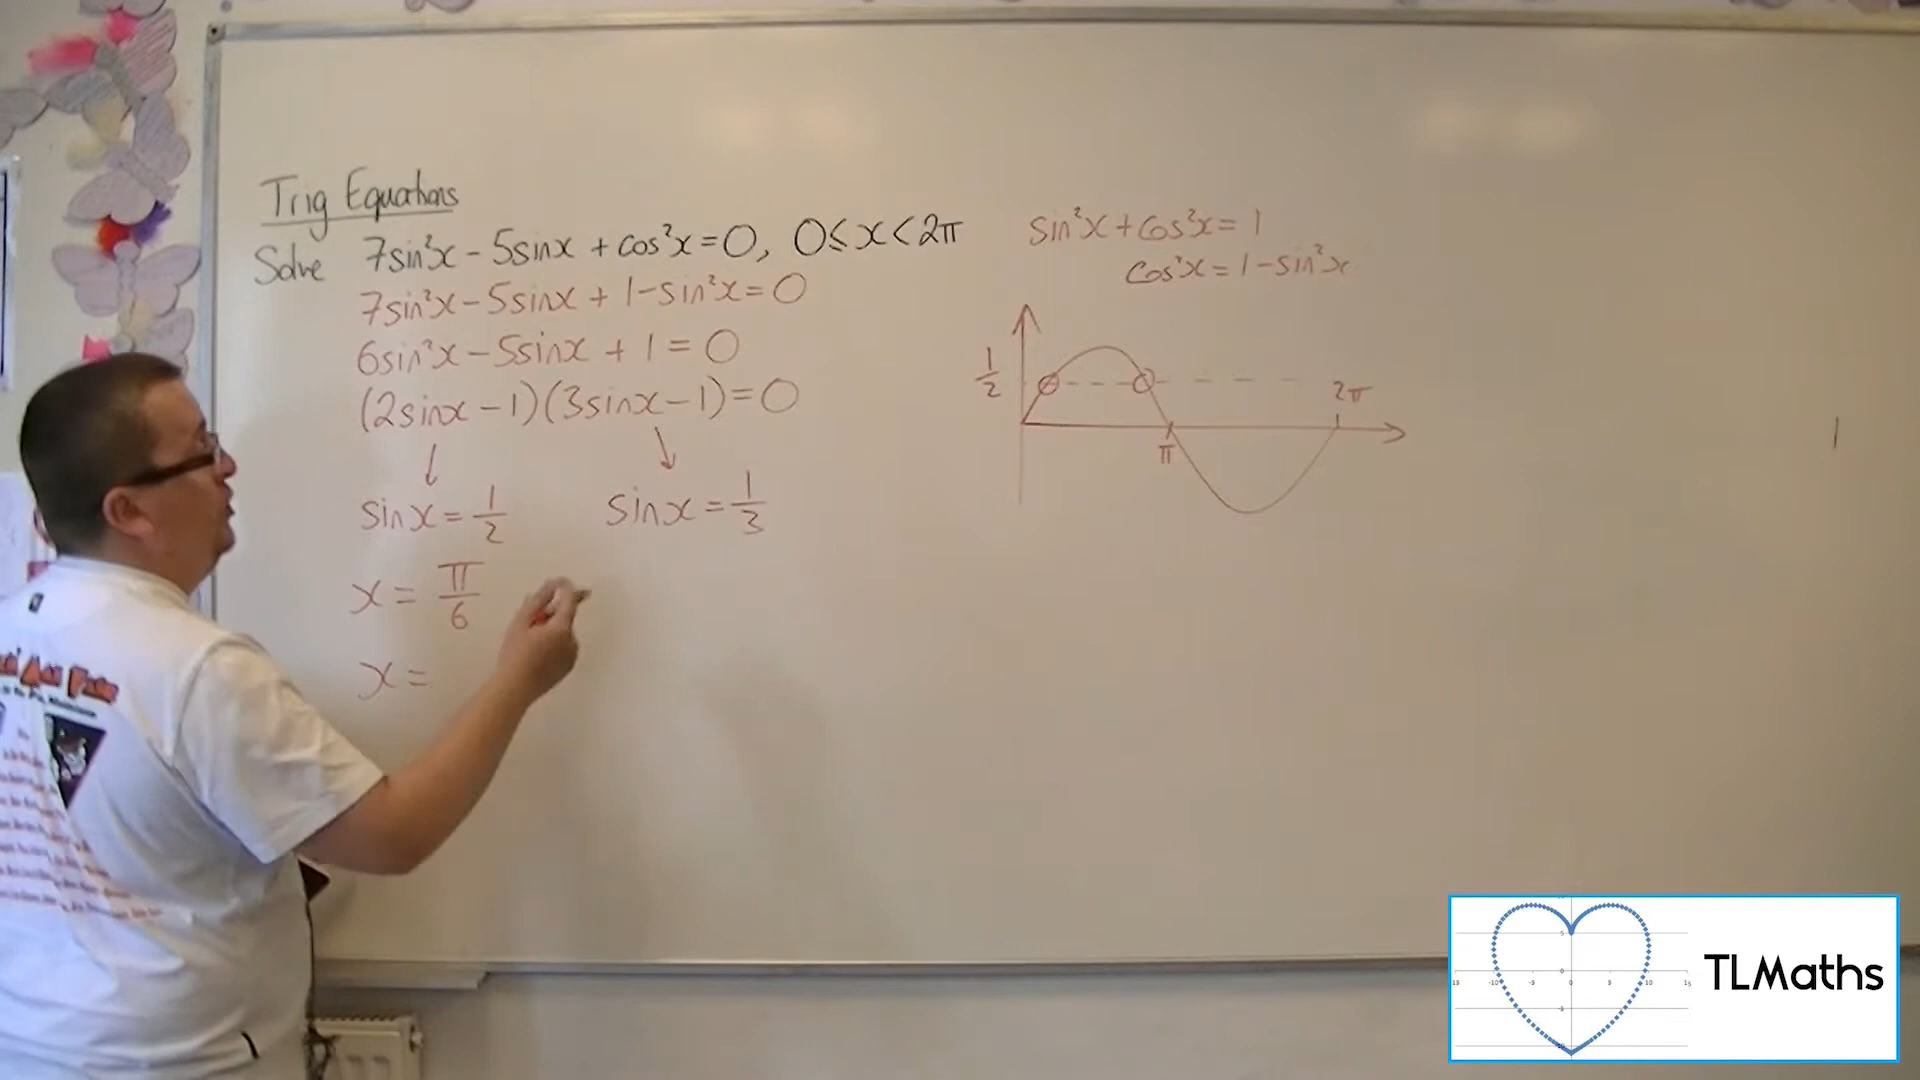 Trig Equations
Solve 7sin²x - 5sinx + cos²x = 0, 0 ≤ x < 2π
7sin²x - 5sinx + 1 - sin²x = 0
6sin²x - 5sinx + 1 = 0
(2sinx - 1)(3sinx - 1) = 0
sinx = 1/2 sinx = 1/3
x = π/6
x =
sin²x + cos²x = 1
cos²x = 1 - sin²x
1/2
2π
π
TLMaths